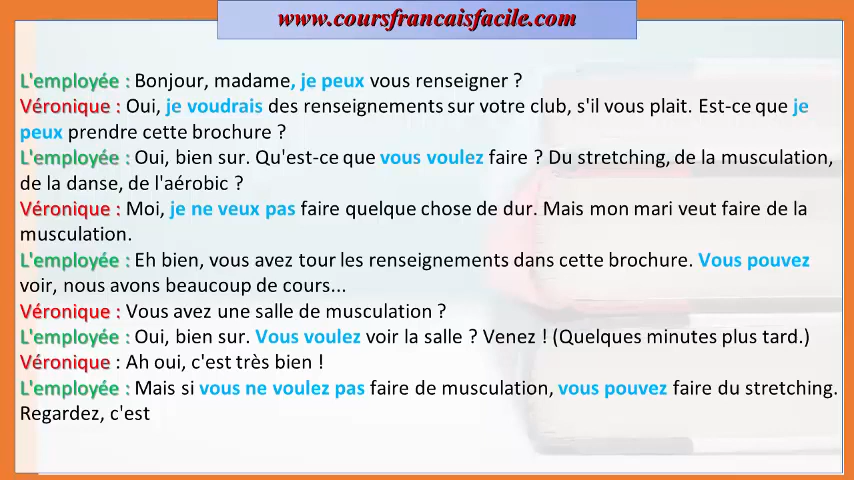 www.coursfrancaisfacile.com
L'employée : Bonjour, madame, je peux vous renseigner ?
Véronique : Oui, je voudrais des renseignements sur votre club, s'il vous plait. Est-ce que je
peux prendre cette brochure ?
L'employée : Oui, bien sur. Qu'est-ce que vous voulez faire ? Du stretching, de la musculation,
de la danse, de l'aérobic ?
Véronique : Moi, je ne veux pas faire quelque chose de dur. Mais mon mari veut faire de la
musculation.
L'employée : Eh bien, vous avez tour les renseignements dans cette brochure. Vous pouvez
voir, nous avons beaucoup de cours...
Véronique : Vous avez une salle de musculation ?
L'employée : Oui, bien sur. Vous voulez voir la salle ? Venez ! (Quelques minutes plus tard.)
Véronique : Ah oui, c'est très bien !
L'employée : Mais si vous ne voulez pas faire de musculation, vous pouvez faire du stretching.
Regardez, c'est